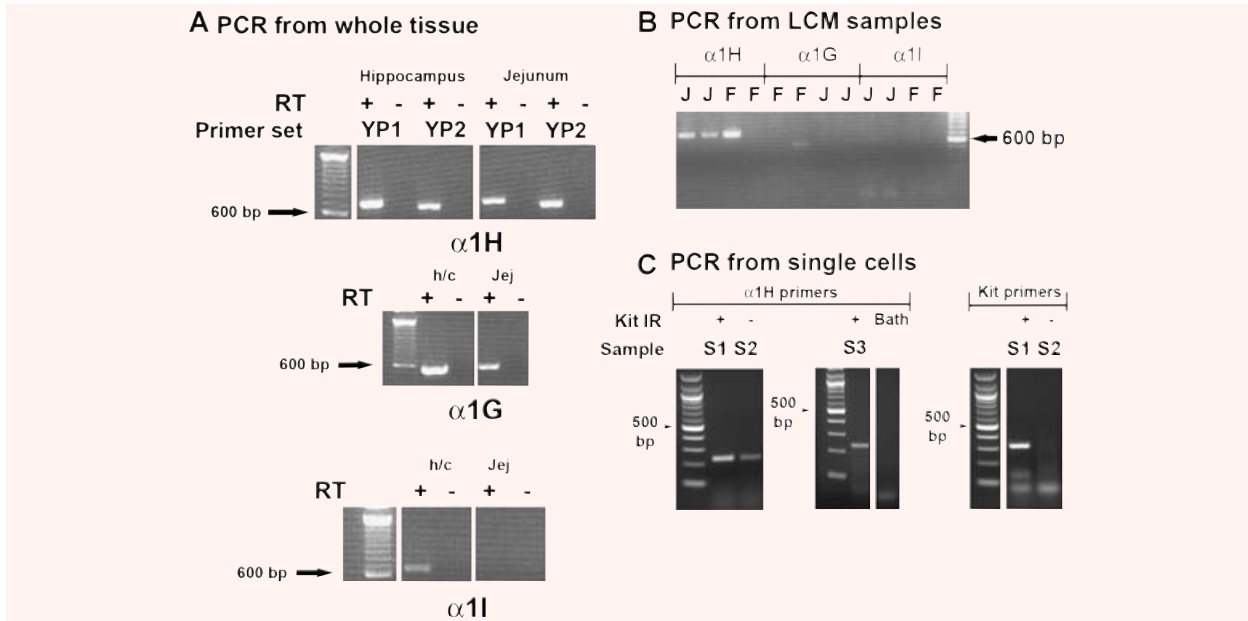 A PCR from whole tissue
Hippocampus Jejunum
RT + - + - + - + -
Primer set YP1 YP2 YP1 YP2
600 bp
α1H
h/c Jej
RT + - + -
600 bp
α1G
h/c Jej
RT + - + -
600 bp
α1I
B PCR from LCM samples
α1H α1G α1I
J J F F F F J J J J F F
600 bp
C PCR from single cells
α1H primers Kit primers
Kit IR + - + Bath + -
Sample S1 S2 S3 S1 S2
500
bp
500
bp
500
bp